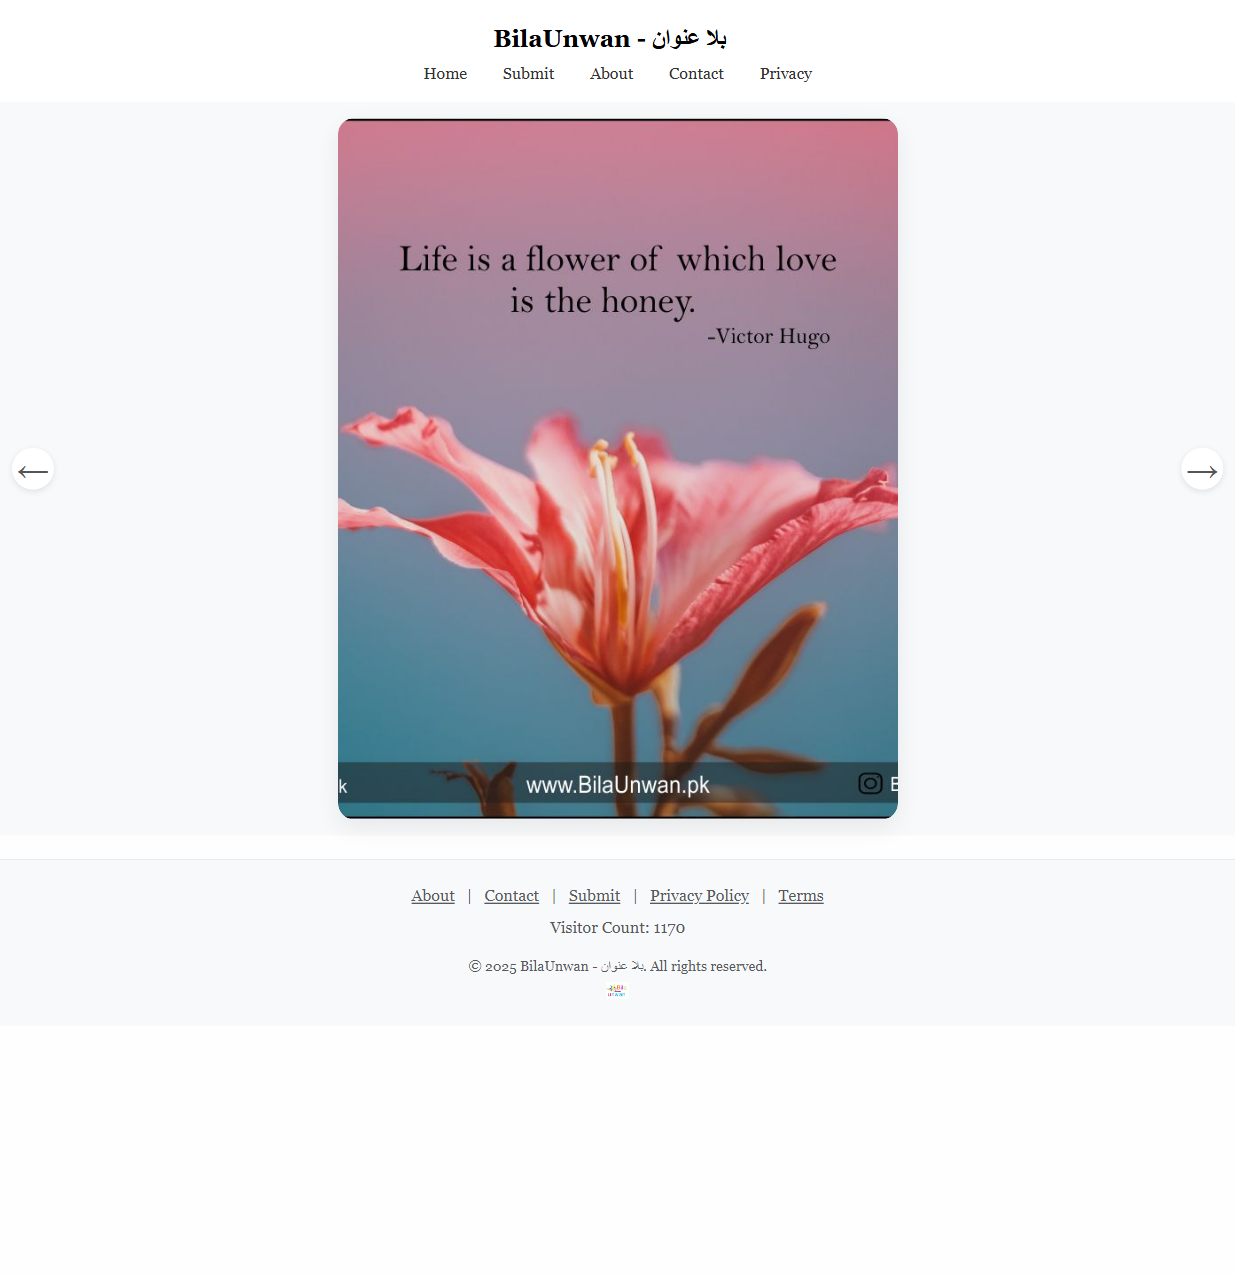 BilaUnwan - بلا عنوان
Home Submit About Contact Privacy
Life is a flower of which love
is the honey.
-Victor Hugo
k www.BilaUnwan.pk B
About | Contact | Submit | Privacy Policy | Terms
Visitor Count: 1170
© 2025 BilaUnwan - بلا عنوان. All rights reserved.